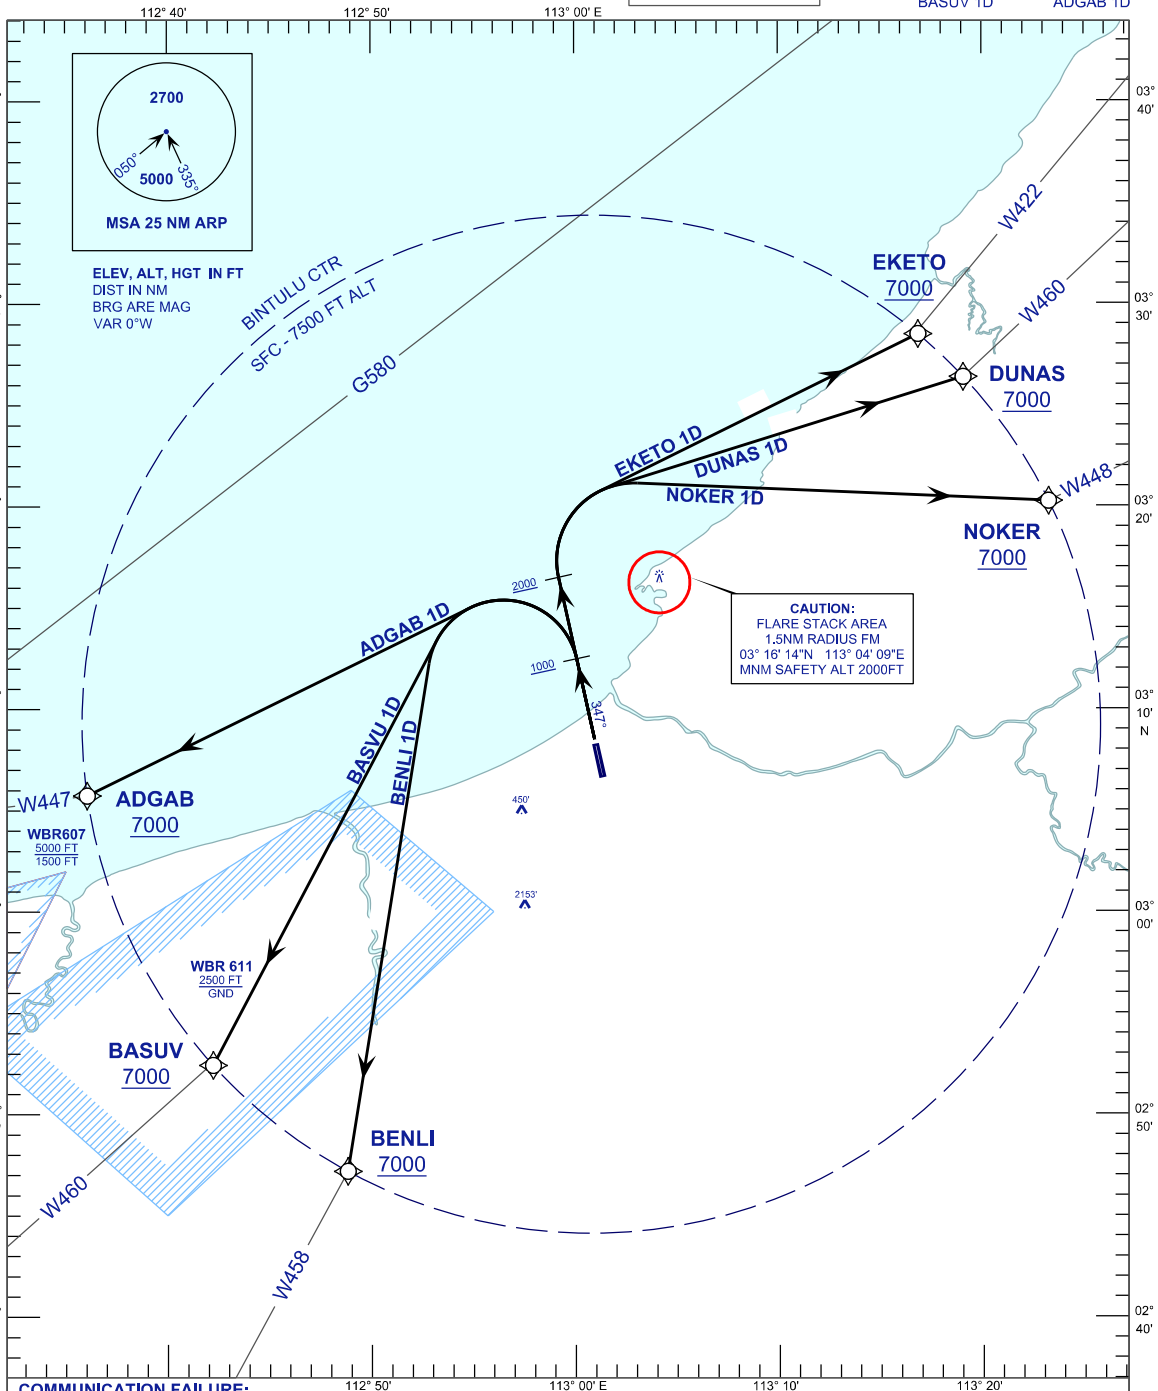 BASUV 1D
ADGAB 1D
112° 40'
112° 50'
113° 00' E
2700
050°
335°
5000
MSA 25 NM ARP
ELEV, ALT, HGT IN FT
DIST IN NM
BRG ARE MAG
VAR 0°W
BINTULU CTR
SFC - 7500 FT ALT
G580
03°
40'
W422
EKETO
7000
W460
03°
30'
DUNAS
7000
EKETO 1D
DUNAS 1D
NOKER 1D
W448
03°
20'
NOKER
7000
2000
CAUTION:
FLARE STACK AREA
1.5NM RADIUS FM
03° 16' 14"N 113° 04' 09"E
MNM SAFETY ALT 2000FT
ADGAB 1D
1000
347°
BASVU 1D
BENLI 1D
03°
10'
N
W447
ADGAB
7000
WBR607
5000 FT
1500 FT
450'
2153'
03°
00'
WBR 611
2500 FT
GND
BASUV
7000
02°
50'
BENLI
7000
W460
W458
02°
40'
COMMUNICATION FAILURE:
112° 50'
113° 00' E
113° 10'
113° 20'